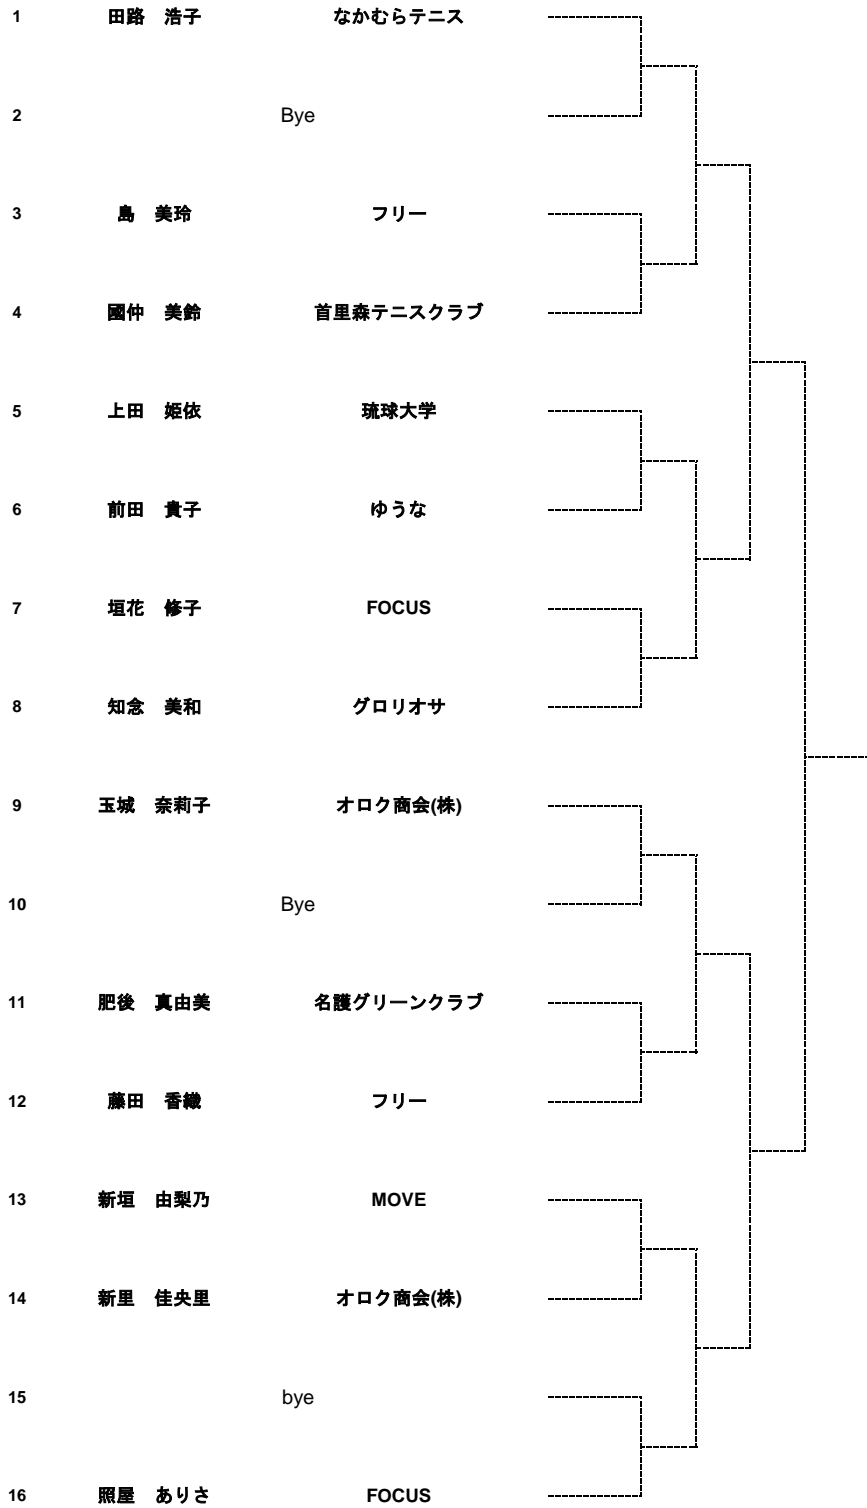 1 田路　浩子 なかむらテニス
2 Bye
3 島　美玲 フリー
4 國仲　美鈴 首里森テニスクラブ
5 上田　姫依 琉球大学
6 前田　貴子 ゆうな
7 垣花　修子 FOCUS
8 知念　美和 グロリオサ
9 玉城　奈莉子 オロク商会(株)
10 Bye
11 肥後　真由美 名護グリーンクラブ
12 藤田　香織 フリー
13 新垣　由梨乃 MOVE
14 新里　佳央里 オロク商会(株)
15 bye
16 照屋　ありさ FOCUS